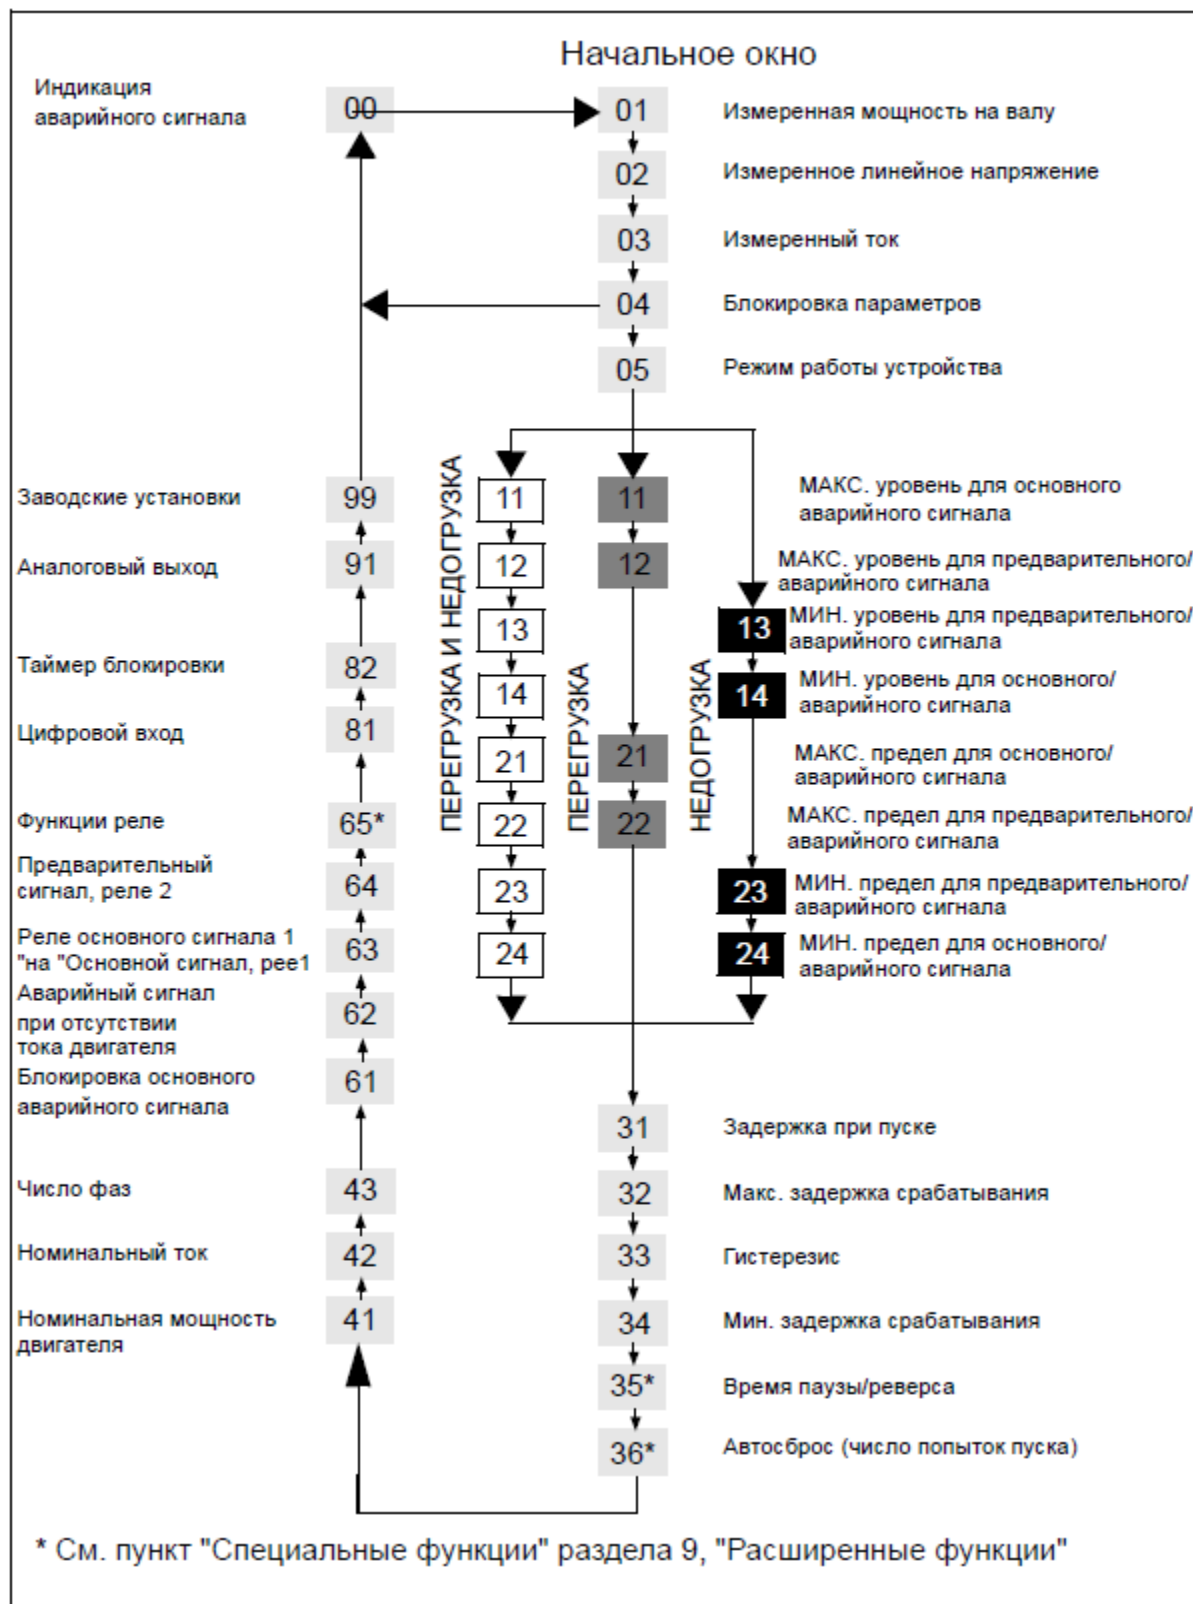 Начальное окно
Индикация
аварийного сигнала
00
01
Измеренная мощность на валу
02
Измеренное линейное напряжение
03
Измеренный ток
04
Блокировка параметров
05
Режим работы устройства
ПЕРЕГРУЗКА И НЕДОГРУЗКА
11
12
13
14
21
22
23
24
ПЕРЕГРУЗКА
11
12
21
22
НЕДОГРУЗКА
13
14
23
24
МАКС. уровень для основного
аварийного сигнала
МАКС. уровень для предварительного/
аварийного сигнала
МИН. уровень для предварительного/
аварийного сигнала
МИН. уровень для основного/
аварийного сигнала
МАКС. предел для основного/
аварийного сигнала
МАКС. предел для предварительного/
аварийного сигнала
МИН. предел для предварительного/
аварийного сигнала
МИН. предел для основного/
аварийного сигнала
31
Задержка при пуске
32
Макс. задержка срабатывания
33
Гистерезис
34
Мин. задержка срабатывания
35*
Время паузы/реверса
36*
Автосброс (число попыток пуска)
Заводские установки
99
Аналоговый выход
91
Таймер блокировки
82
Цифровой вход
81
Функции реле
65*
Предварительный
сигнал, реле 2
64
Реле основного сигнала 1
"на "Основной сигнал, рее1
63
Аварийный сигнал
при отсутствии
тока двигателя
62
Блокировка основного
аварийного сигнала
61
Число фаз
43
Номинальный ток
42
Номинальная мощность
двигателя
41
* См. пункт "Специальные функции" раздела 9, "Расширенные функции"